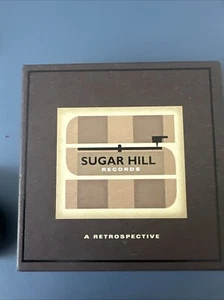 SUGAR HILL
RECORDS
A RETROSPECTIVE